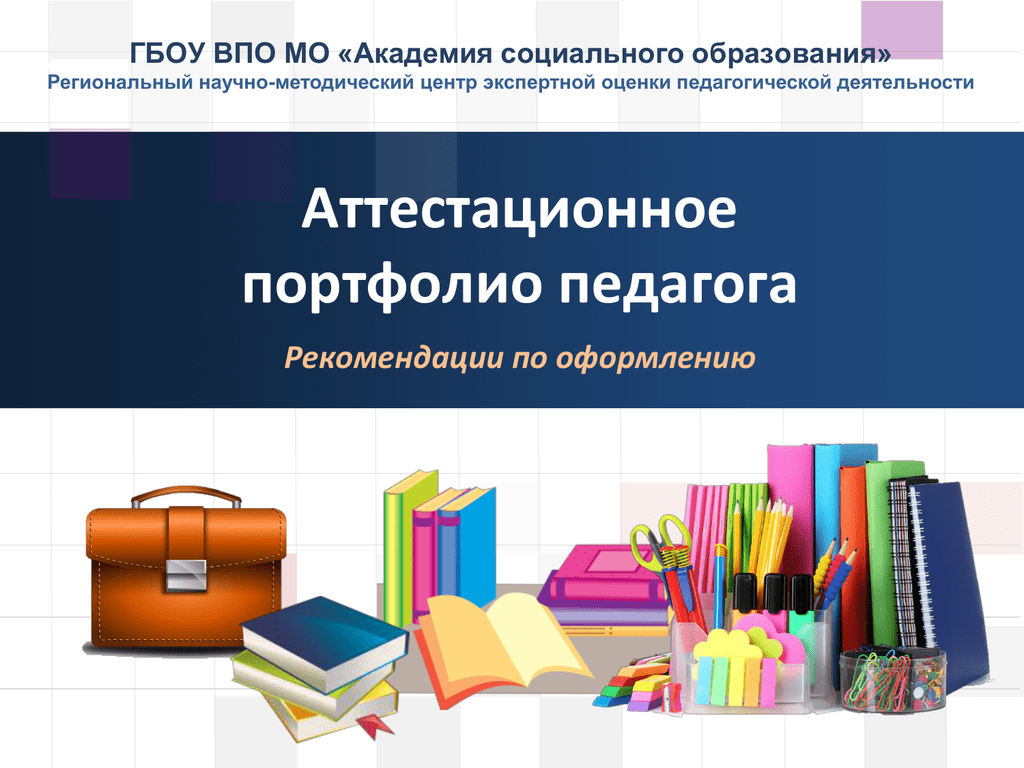 ГБОУ ВПО МО «Академия социального образования»
Региональный научно-методический центр экспертной оценки педагогической деятельности
Аттестационное
портфолио педагога
Рекомендации по оформлению